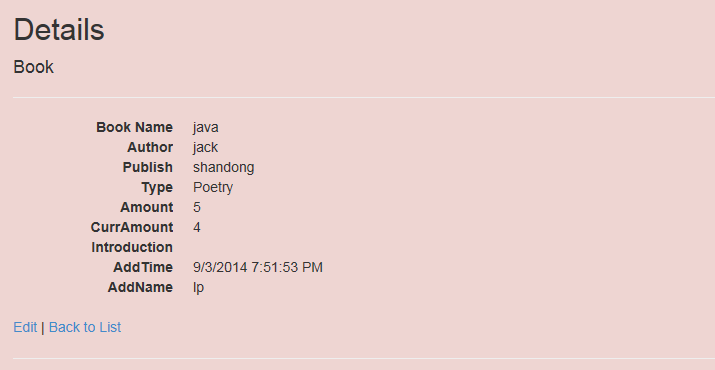 Details
Book
Book Name java
Author jack
Publish shandong
Type Poetry
Amount 5
CurrAmount 4
Introduction
AddTime 9/3/2014 7:51:53 PM
AddName lp
Edit | Back to List